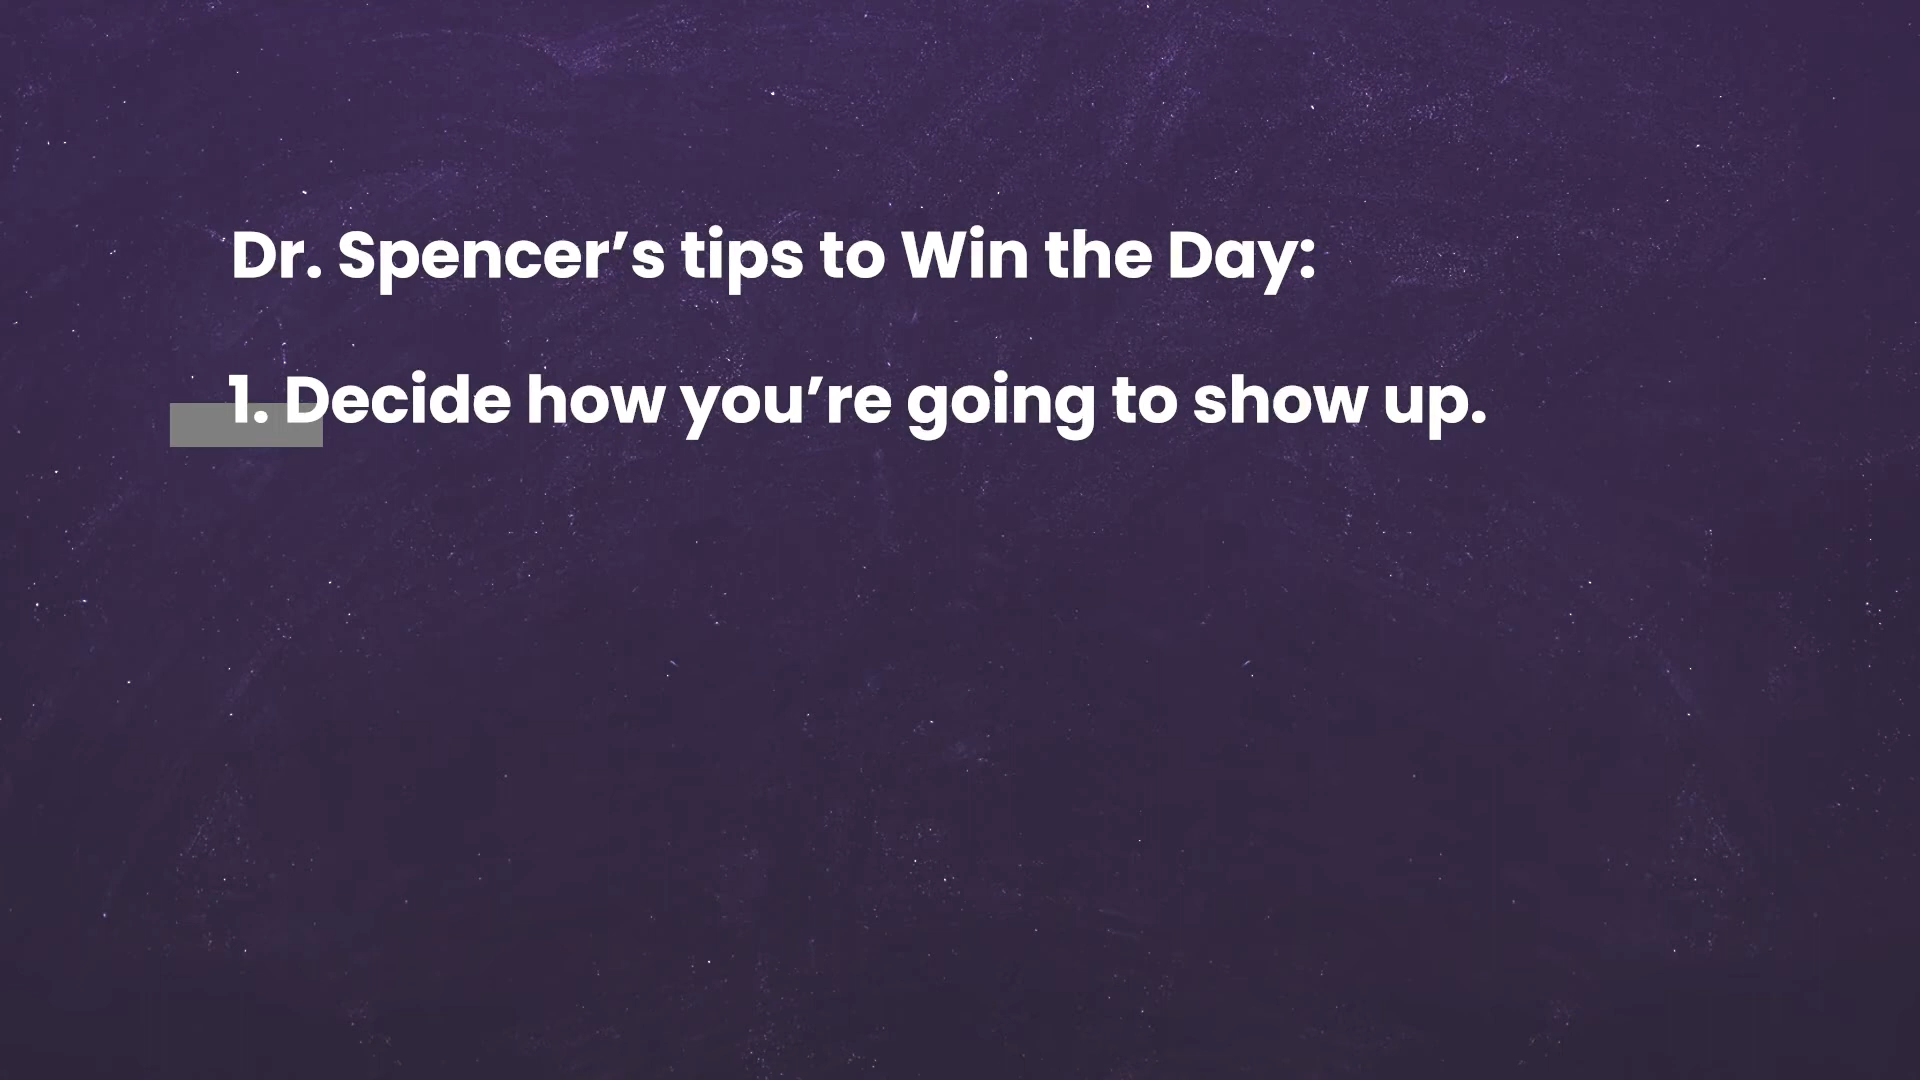 Dr. Spencer’s tips to Win the Day:
1. Decide how you’re going to show up.